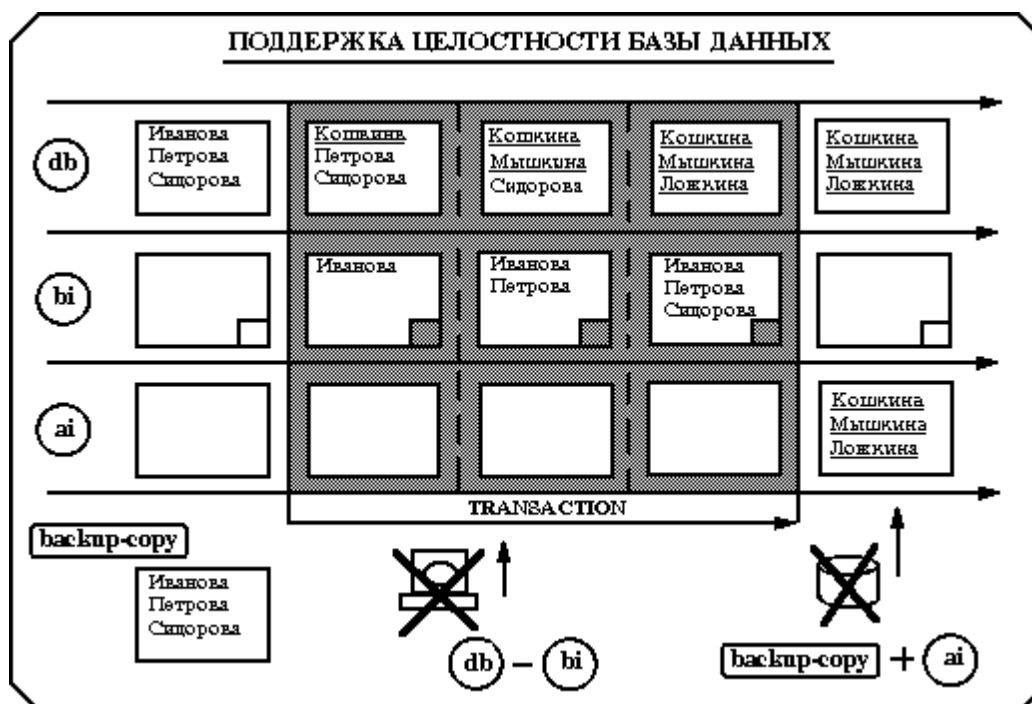 ПОДДЕРЖКА ЦЕЛОСТНОСТИ БАЗЫ ДАННЫХ
db
Иванова
Петрова
Сидорова
Кошкина
Петрова
Сидорова
Кошкина
Мышкина
Сидорова
Кошкина
Мышкина
Ложкина
Кошкина
Мышкина
Ложкина
bi
Иванова
Иванова
Петрова
Иванова
Петрова
Сидорова
ai
Кошкина
Мышкина
Ложкина
TRANSACTION
backup-copy
Иванова
Петрова
Сидорова
db – bi
backup-copy + ai